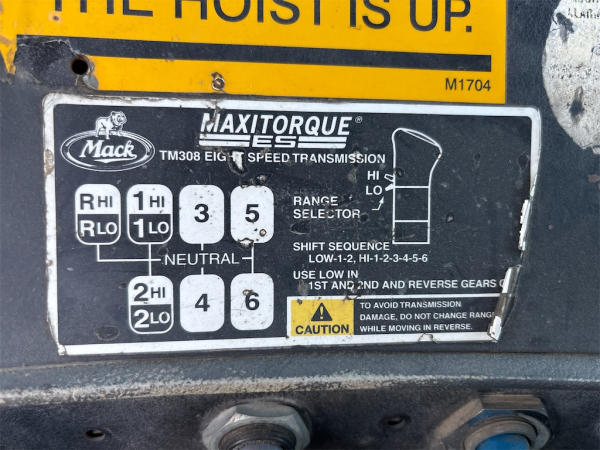 THE HOIST IS UP.
M1704
Mack
MAXITORQUE®
ES
TM308 EIGHT SPEED TRANSMISSION
R HI
R LO
1 HI
1 LO
3
5
NEUTRAL
2 HI
2 LO
4
6
HI
LO
RANGE
SELECTOR
SHIFT SEQUENCE
LOW-1-2, HI-1-2-3-4-5-6
USE LOW IN
1ST AND 2ND AND REVERSE GEARS
CAUTION
TO AVOID TRANSMISSION
DAMAGE, DO NOT CHANGE RANGE
WHILE MOVING IN REVERSE.